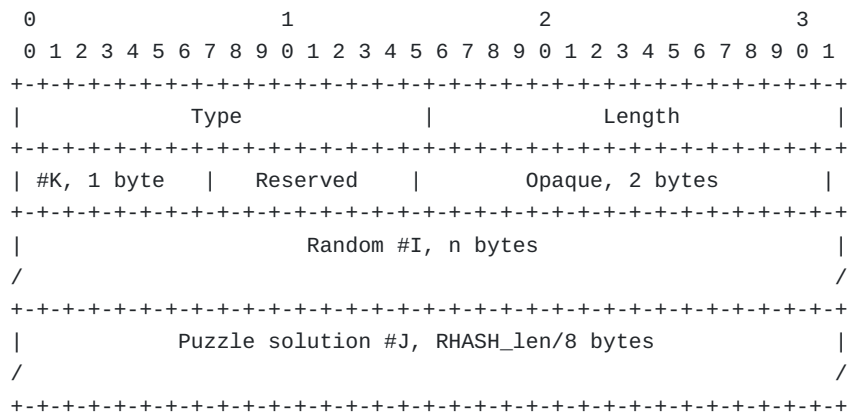 0                   1                   2                   3
 0 1 2 3 4 5 6 7 8 9 0 1 2 3 4 5 6 7 8 9 0 1 2 3 4 5 6 7 8 9 0 1
+-+-+-+-+-+-+-+-+-+-+-+-+-+-+-+-+-+-+-+-+-+-+-+-+-+-+-+-+-+-+-+-+
|             Type              |             Length            |
+-+-+-+-+-+-+-+-+-+-+-+-+-+-+-+-+-+-+-+-+-+-+-+-+-+-+-+-+-+-+-+-+
| #K, 1 byte   |   Reserved    |        Opaque, 2 bytes        |
+-+-+-+-+-+-+-+-+-+-+-+-+-+-+-+-+-+-+-+-+-+-+-+-+-+-+-+-+-+-+-+-+
|                      Random #I, n bytes                       |
/                                                               /
+-+-+-+-+-+-+-+-+-+-+-+-+-+-+-+-+-+-+-+-+-+-+-+-+-+-+-+-+-+-+-+-+
|            Puzzle solution #J, RHASH_len/8 bytes              |
/                                                               /
+-+-+-+-+-+-+-+-+-+-+-+-+-+-+-+-+-+-+-+-+-+-+-+-+-+-+-+-+-+-+-+-+